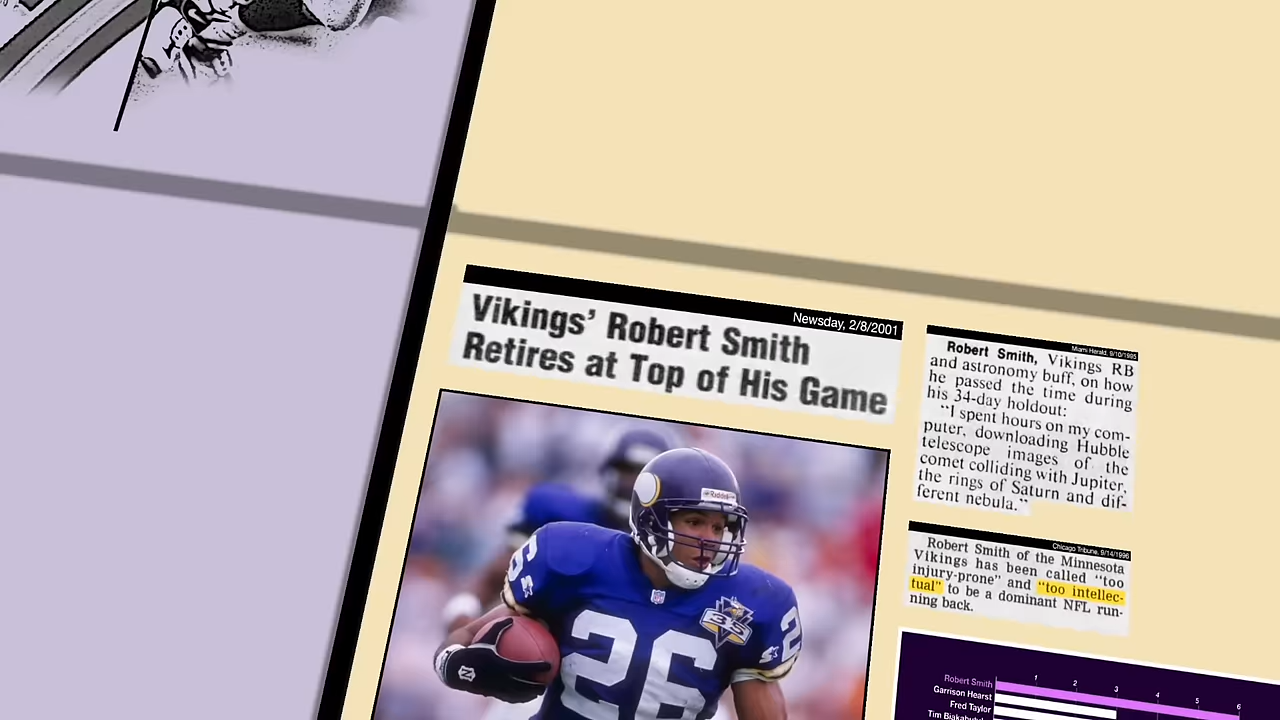 Newsday, 2/8/2001
Vikings' Robert Smith
Retires at Top of His Game
Miami Herald, 9/10/1995
Robert Smith, Vikings RB
and astronomy buff, on how
he passed the time during
his 34-day holdout:
"I spent hours on my com-
puter, downloading Hubble
telescope images of the
comet colliding with Jupiter,
the rings of Saturn and dif-
ferent nebula."
Chicago Tribune, 9/14/1996
Robert Smith of the Minnesota
Vikings has been called "too
injury-prone" and "too intellec-
tual" to be a dominant NFL run-
ning back.
Riddell
6
26
2
35
N
1 2 3 4 5 6
Robert Smith
Garrison Hearst
Fred Taylor